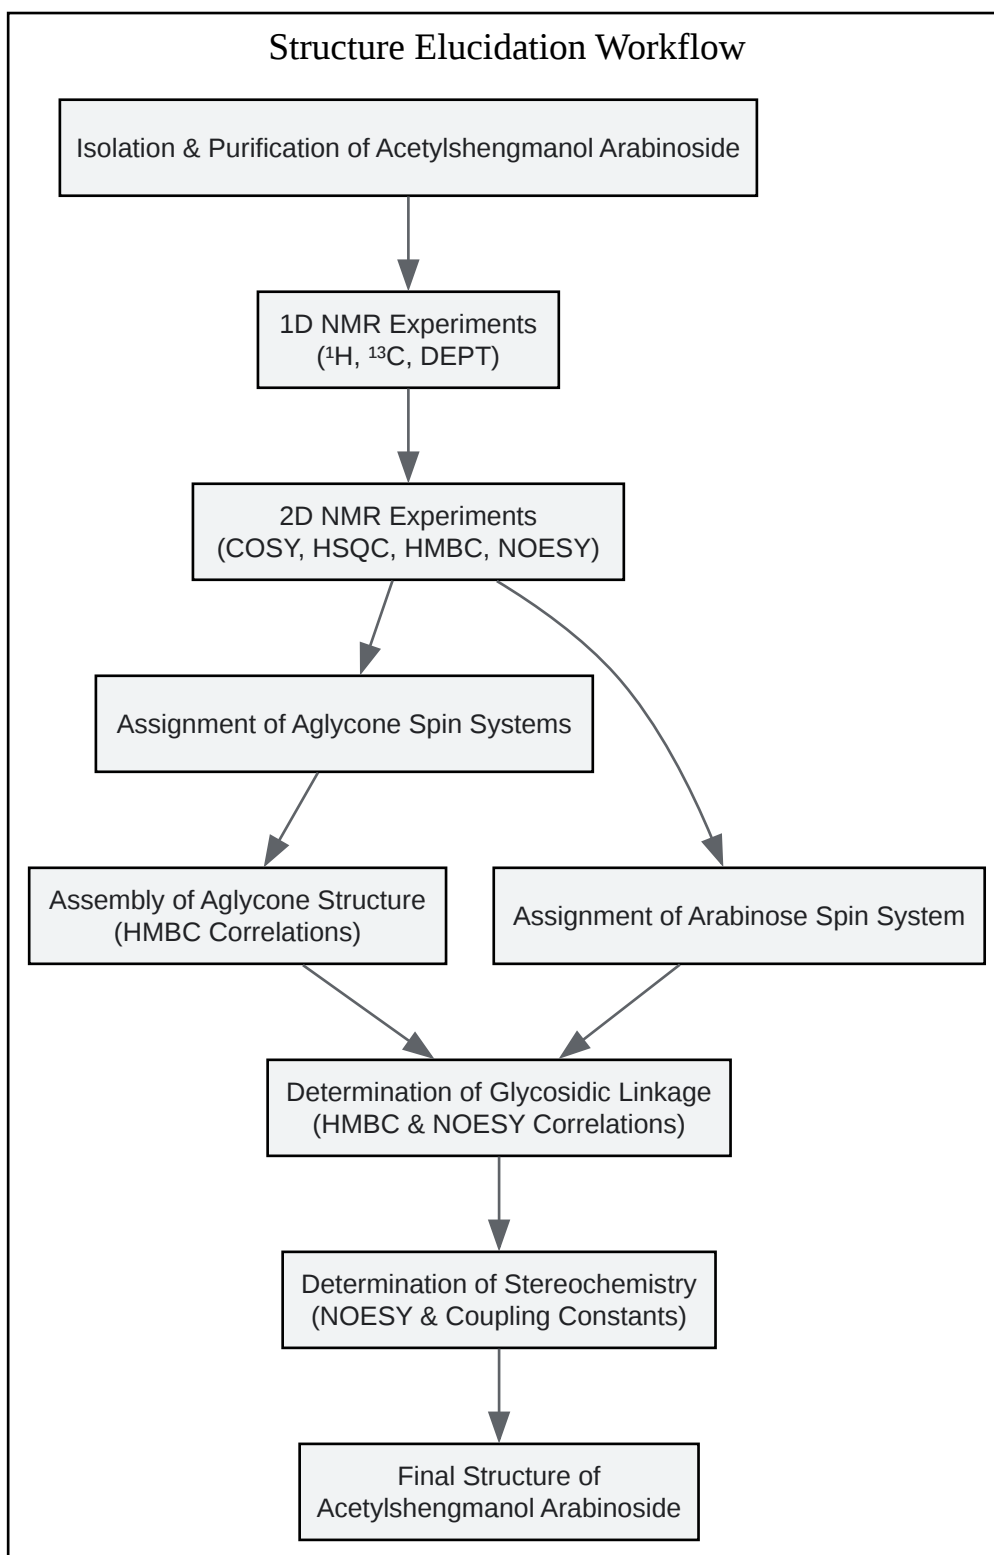 Structure Elucidation Workflow
Isolation & Purification of Acetylshengmanol Arabinoside
1D NMR Experiments
(¹H, ¹³C, DEPT)
2D NMR Experiments
(COSY, HSQC, HMBC, NOESY)
Assignment of Aglycone Spin Systems
Assembly of Aglycone Structure
(HMBC Correlations)
Assignment of Arabinose Spin System
Determination of Glycosidic Linkage
(HMBC & NOESY Correlations)
Determination of Stereochemistry
(NOESY & Coupling Constants)
Final Structure of
Acetylshengmanol Arabinoside